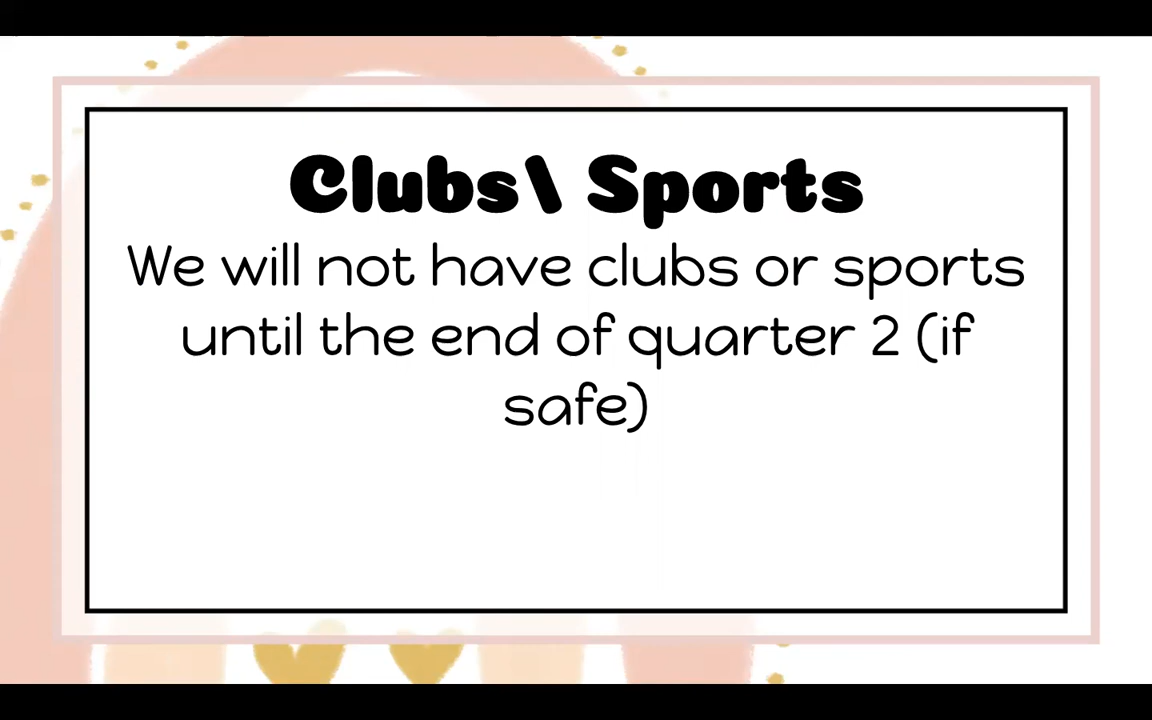 Clubs\ Sports
We will not have clubs or sports
until the end of quarter 2 (if
safe)